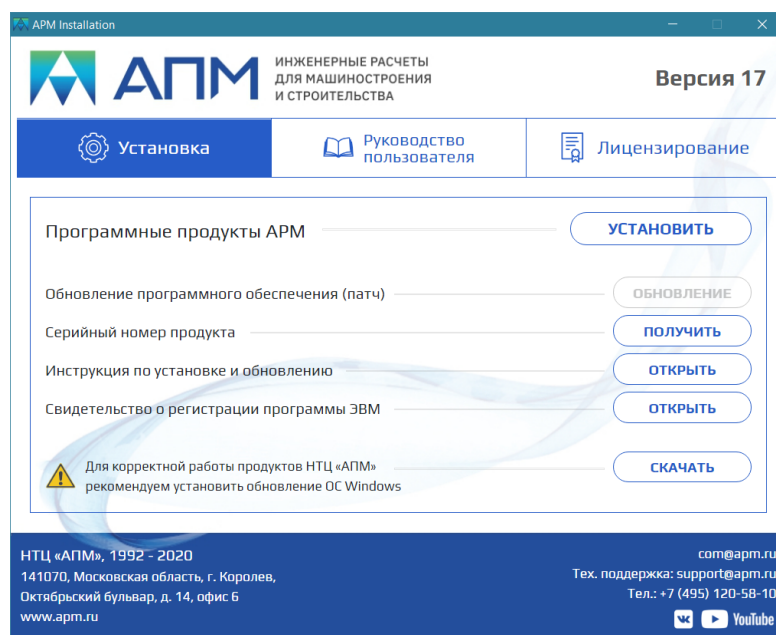 APM Installation
АПМ
ИНЖЕНЕРНЫЕ РАСЧЕТЫ
ДЛЯ МАШИНОСТРОЕНИЯ
И СТРОИТЕЛЬСТВА
Версия 17
Установка
Руководство
пользователя
Лицензирование
Программные продукты APM
УСТАНОВИТЬ
Обновление программного обеспечения (патч)
ОБНОВЛЕНИЕ
Серийный номер продукта
ПОЛУЧИТЬ
Инструкция по установке и обновлению
ОТКРЫТЬ
Свидетельство о регистрации программы ЭВМ
ОТКРЫТЬ
Для корректной работы продуктов НТЦ «АПМ»
рекомендуем установить обновление ОС Windows
СКАЧАТЬ
НТЦ «АПМ», 1992 - 2020
141070, Московская область, г. Королев,
Октябрьский бульвар, д. 14, офис 6
www.apm.ru
com@apm.ru
Тех. поддержка: support@apm.ru
Тел.: +7 (495) 120-58-10
YouTube